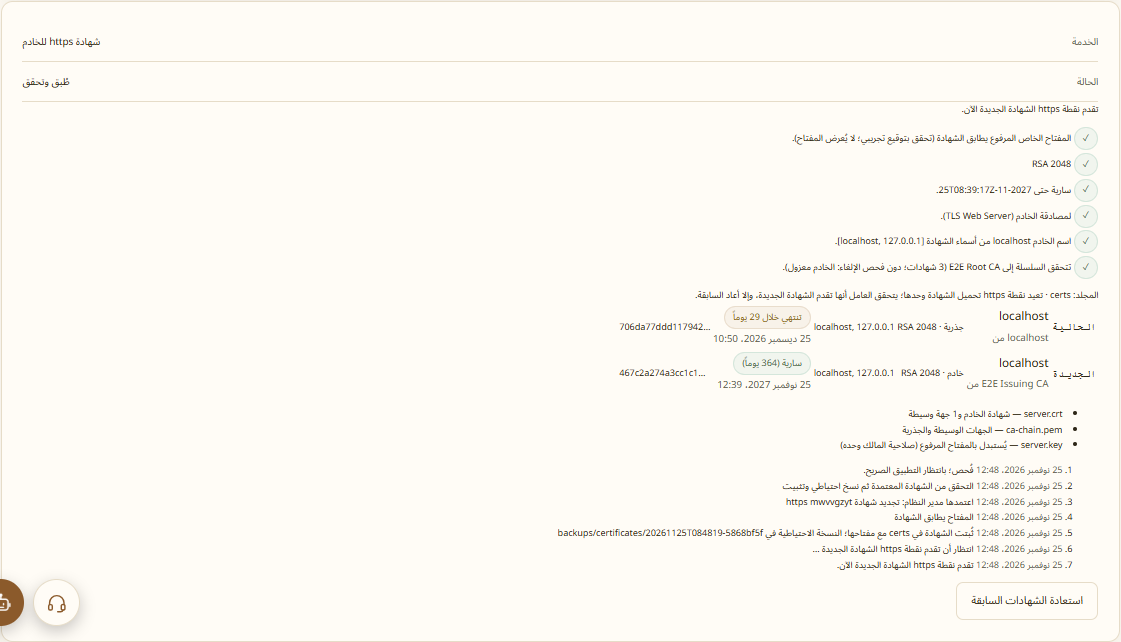 الخدمة
شهادة https للخادم
الحالة
طُبق وتحقق
تقدم نقطة https الشهادة الجديدة الآن.
✓ المفتاح الخاص المرفوع يطابق الشهادة (تحقق بتوقيع تجريبي؛ لا يُعرض المفتاح).
✓ RSA 2048
✓ سارية حتى 2027-11-25T08:39:17Z.
✓ لمصادقة الخادم (TLS Web Server).
✓ اسم الخادم localhost من أسماء الشهادة [localhost, 127.0.0.1].
✓ تتحقق السلسلة إلى E2E Root CA (3 شهادات؛ دون فحص الإلغاء: الخادم معزول).
المجلد: certs · تعيد نقطة https تحميل الشهادة وحدها؛ يتحقق العامل أنها تقدم الشهادة الجديدة، وإلا أعاد السابقة.
الحالية localhost جذرية · RSA 2048 localhost, 127.0.0.1 تنتهي خلال 29 يوماً 706da77ddd117942...
localhost من 25 ديسمبر 2026، 10:50
الجديدة localhost خادم · RSA 2048 localhost, 127.0.0.1 سارية (364 يوماً) 467c2a274a3cc1c1...
E2E Issuing CA من 25 نوفمبر 2027، 12:39
• server.crt — شهادة الخادم و1 جهة وسيطة
• ca-chain.pem — الجهات الوسيطة والجذرية
• server.key — يُستبدل بالمفتاح المرفوع (صلاحية المالك وحده)
1. 25 نوفمبر 2026، 12:48 فُحص؛ بانتظار التطبيق الصريح.
2. 25 نوفمبر 2026، 12:48 التحقق من الشهادة المعتمدة ثم نسخ احتياطي وتثبيت
3. 25 نوفمبر 2026، 12:48 اعتمدها مدير النظام: تجديد شهادة https mwvvgzyt
4. 25 نوفمبر 2026، 12:48 المفتاح يطابق الشهادة
5. 25 نوفمبر 2026، 12:48 ثُبتت الشهادة في certs مع مفتاحها؛ النسخة الاحتياطية في backups/certificates/20261125T084819-5868bf5f
6. 25 نوفمبر 2026، 12:48 انتظار أن تقدم نقطة https الشهادة الجديدة ...
7. 25 نوفمبر 2026، 12:48 تقدم نقطة https الشهادة الجديدة الآن.
استعادة الشهادات السابقة